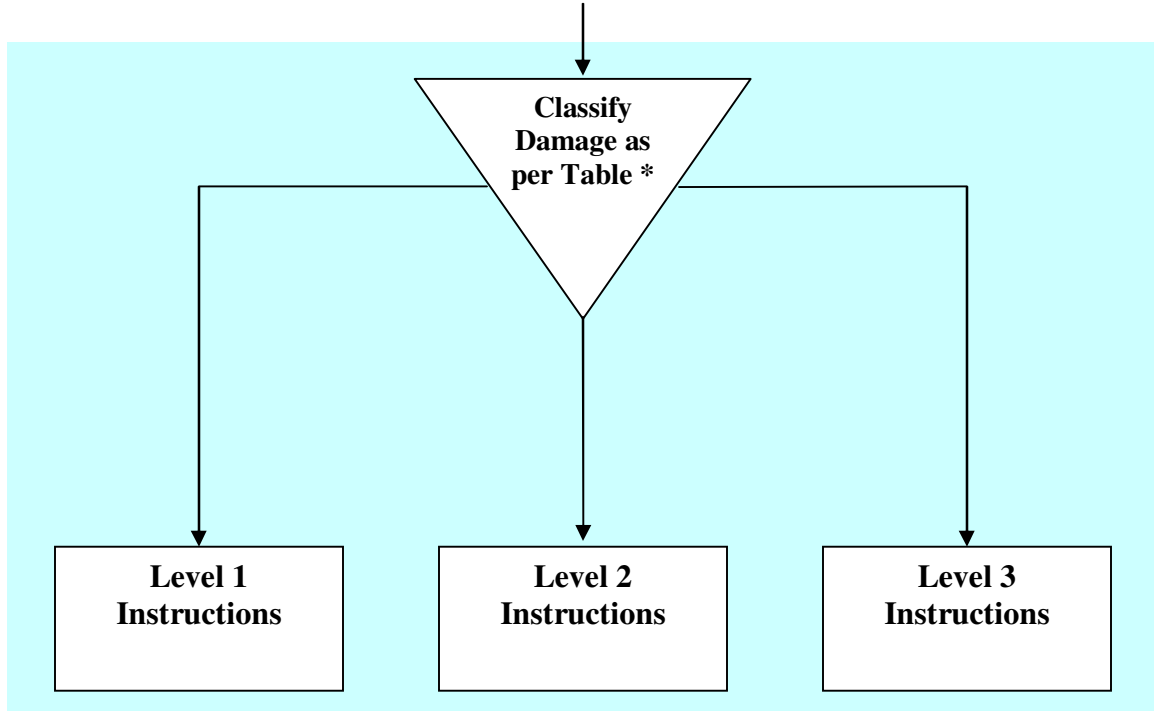 Classify
Damage as
per Table *
Level 1
Instructions
Level 2
Instructions
Level 3
Instructions